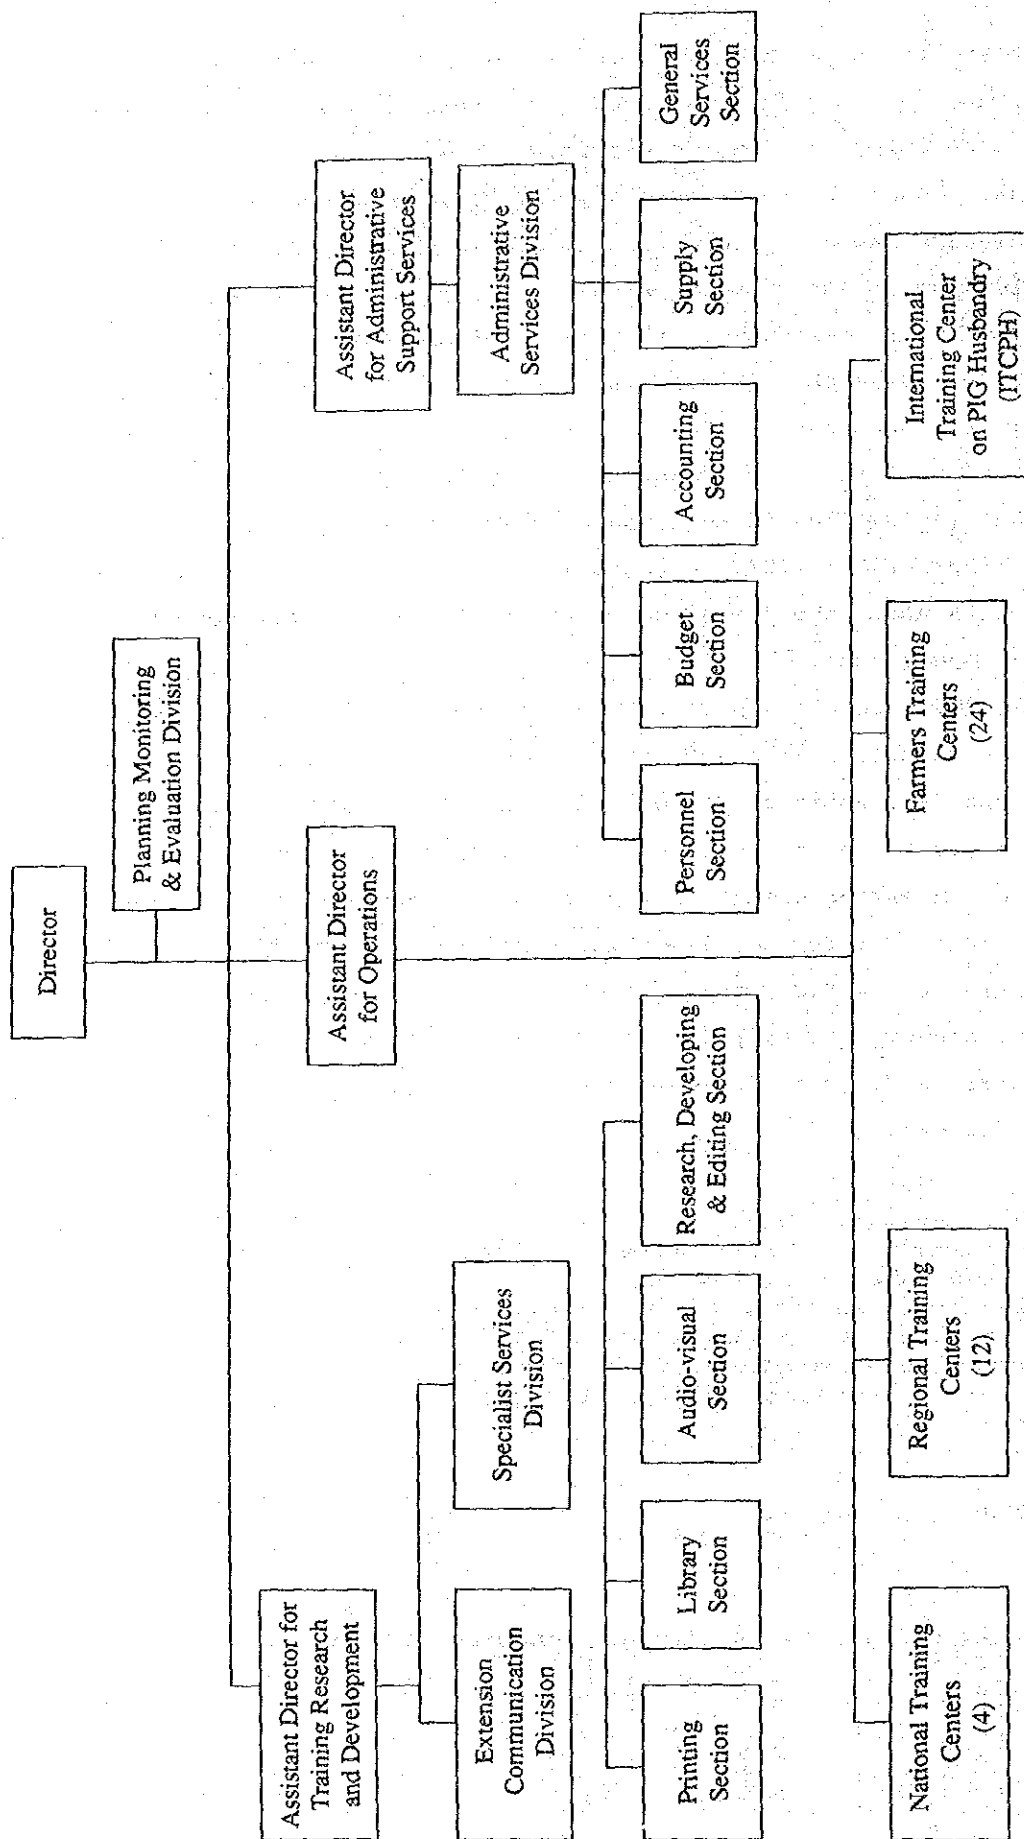 Director
Planning Monitoring
& Evaluation Division
Assistant Director for
Training Research
and Development
Assistant Director
for Operations
Assistant Director
for Administrative
Support Services
Extension
Communication
Division
Specialist Services
Division
Administrative
Services Division
Printing
Section
Library
Section
Audio-visual
Section
Research, Developing
& Editing Section
Personnel
Section
Budget
Section
Accounting
Section
Supply
Section
General
Services
Section
National Training
Centers
(4)
Regional Training
Centers
(12)
Farmers Training
Centers
(24)
International
Training Center
on PIG Husbandry
(ITCPH)